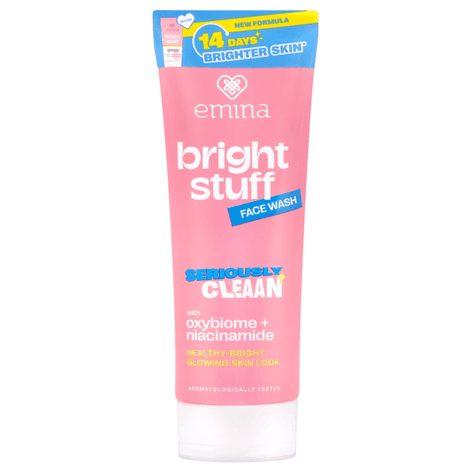 NEW FORMULA
14 DAYS+
BRIGHTER SKIN*
emina
bright
stuff
FACE WASH
SERIOUSLY
CLEAAN
with
oxybiome +
niacinamide
HEALTHY-BRIGHT
GLOWING SKIN LOOK
DERMATOLOGICALLY TESTED